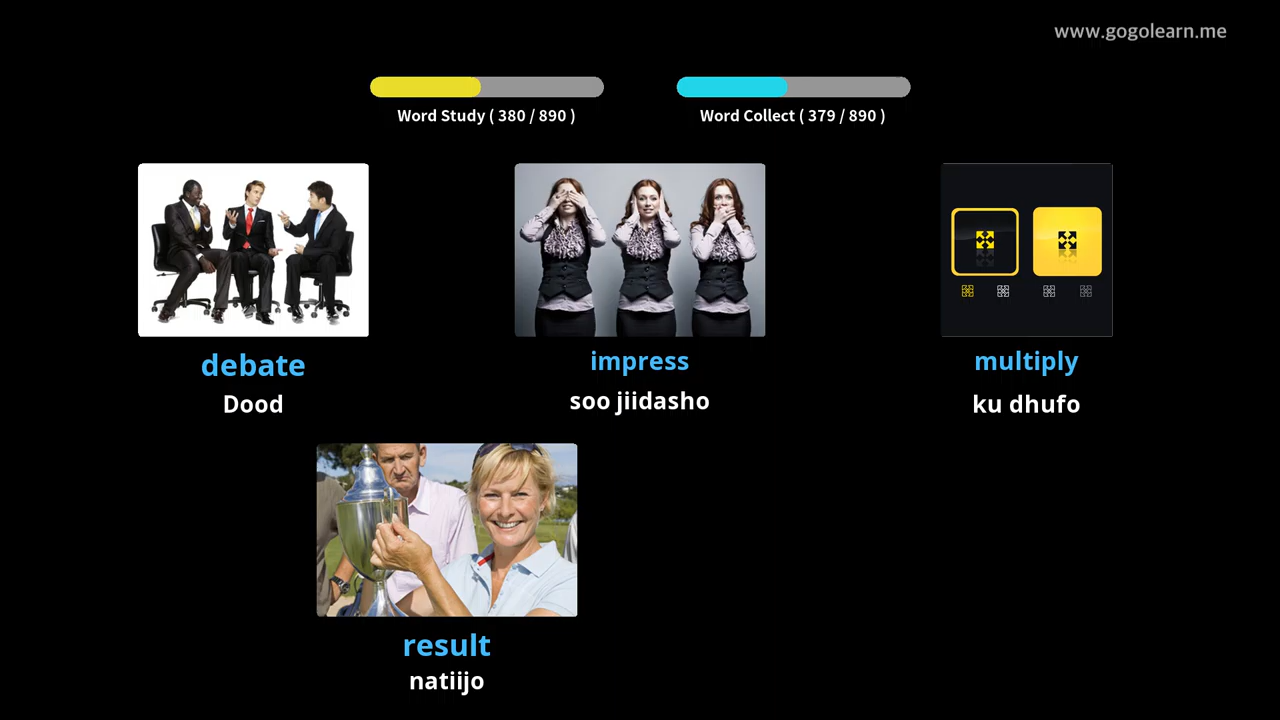 www.gogolearn.me
Word Study ( 380 / 890 )
Word Collect ( 379 / 890 )
debate
Dood
impress
soo jiidasho
multiply
ku dhufo
result
natiijo